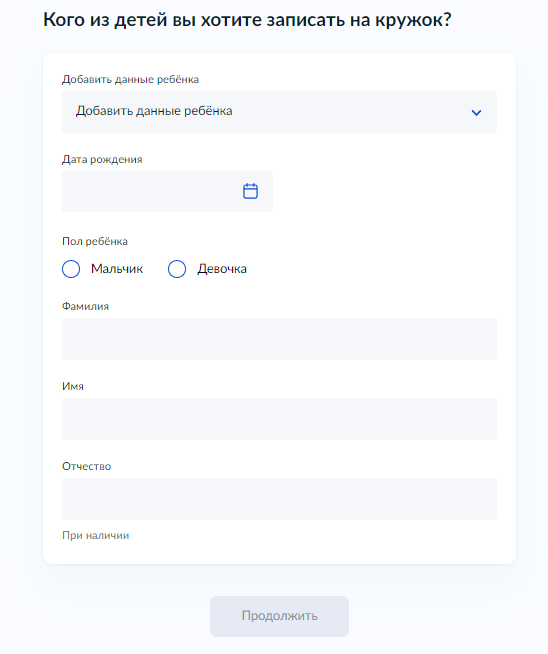 Кого из детей вы хотите записать на кружок?
Добавить данные ребёнка
Добавить данные ребёнка
Дата рождения
Пол ребёнка
Мальчик Девочка
Фамилия
Имя
Отчество
При наличии
Продолжить